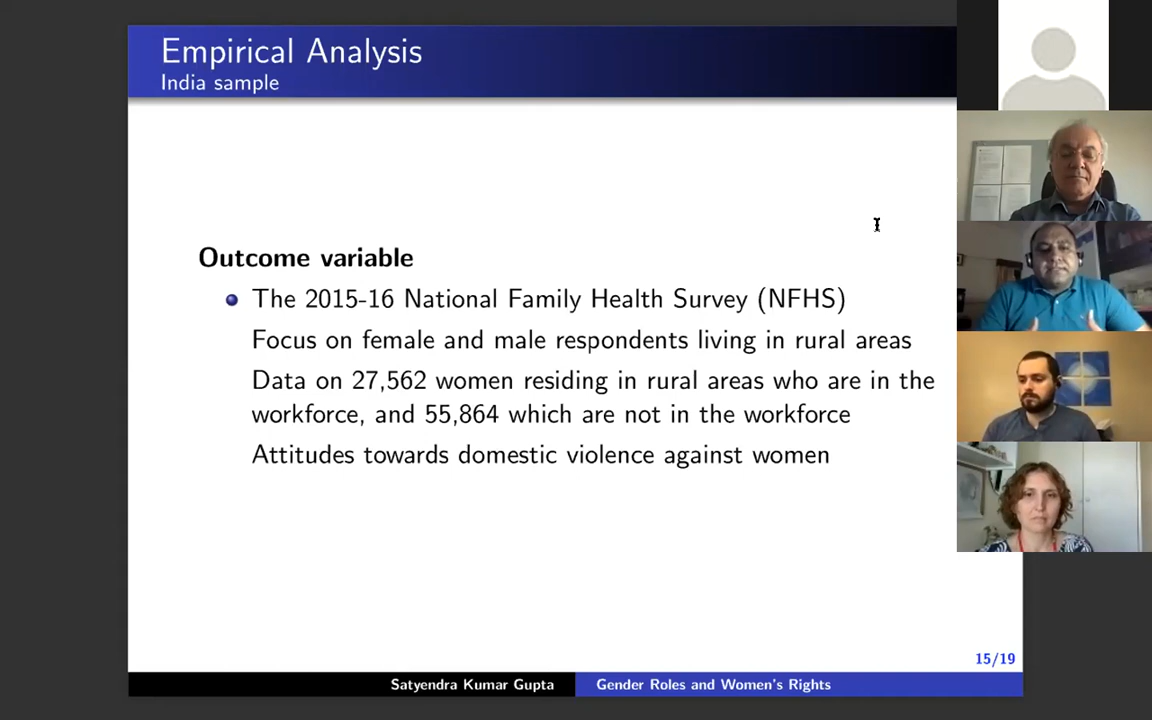 Empirical Analysis
India sample
Outcome variable
The 2015-16 National Family Health Survey (NFHS)
Focus on female and male respondents living in rural areas
Data on 27,562 women residing in rural areas who are in the
workforce, and 55,864 which are not in the workforce
Attitudes towards domestic violence against women
15/19
Satyendra Kumar Gupta
Gender Roles and Women's Rights